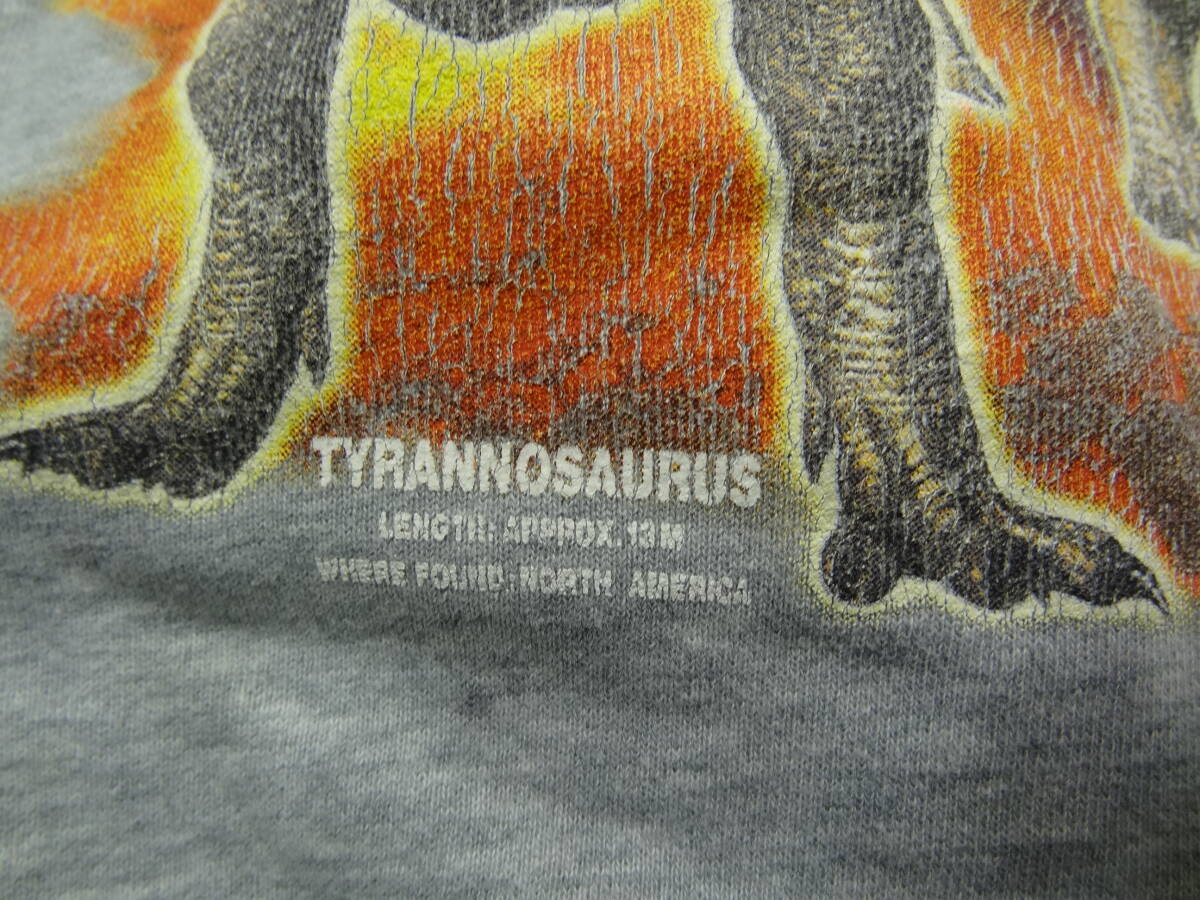 TYRANNOSAURUS
LENGTH: APPROX. 13M
WHERE FOUND: NORTH AMERICA